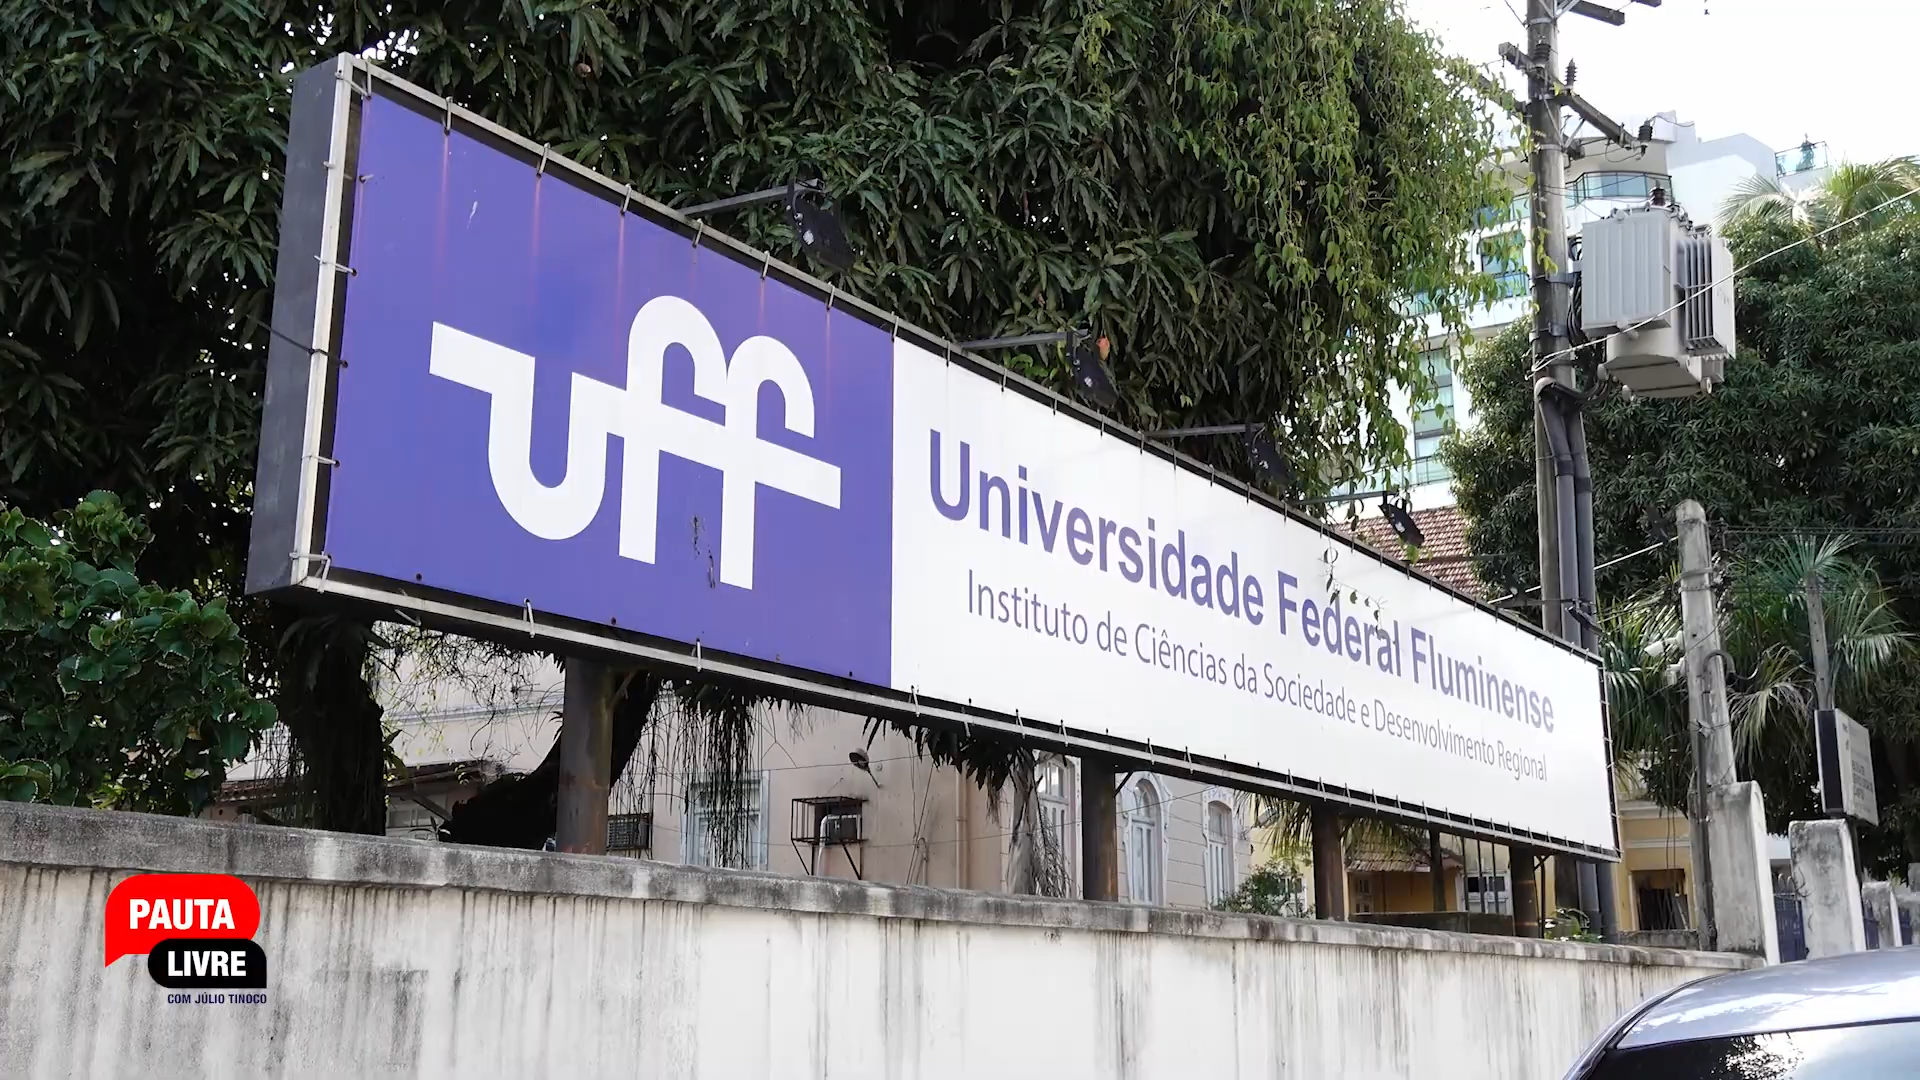 uff
Universidade Federal Fluminense
Instituto de Ciências da Sociedade e Desenvolvimento Regional
PAUTA
LIVRE
COM JÚLIO TINOCO